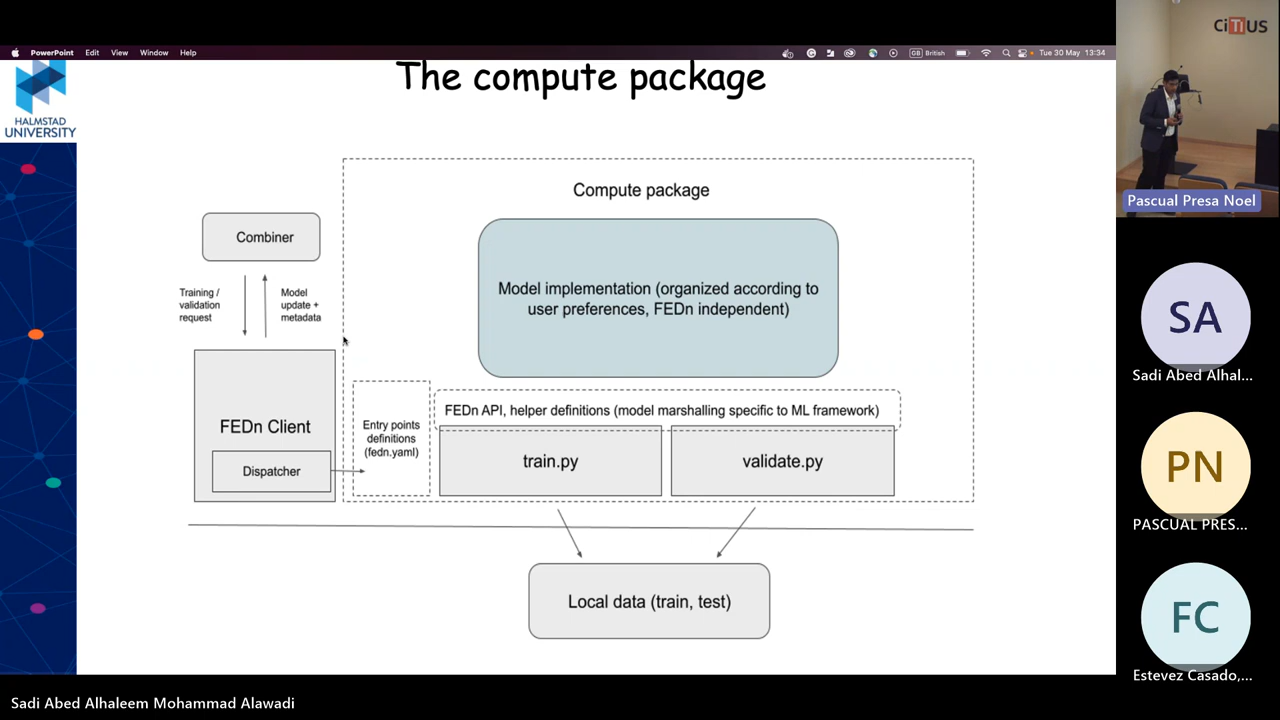 PowerPoint Edit View Window Help
British Tue 30 May 13:34
CiTIUS
HALMSTAD
UNIVERSITY
The compute package
Compute package
Combiner
Training /
validation
request
Model
update +
metadata
Model implementation (organized according to
user preferences, FEDn independent)
FEDn Client
Dispatcher
Entry points
definitions
(fedn.yaml)
FEDn API, helper definitions (model marshalling specific to ML framework)
train.py
validate.py
Local data (train, test)
Pascual Presa Noel
SA
Sadi Abed Alhal...
PN
PASCUAL PRES...
FC
Estevez Casado,...
Sadi Abed Alhaleem Mohammad Alawadi